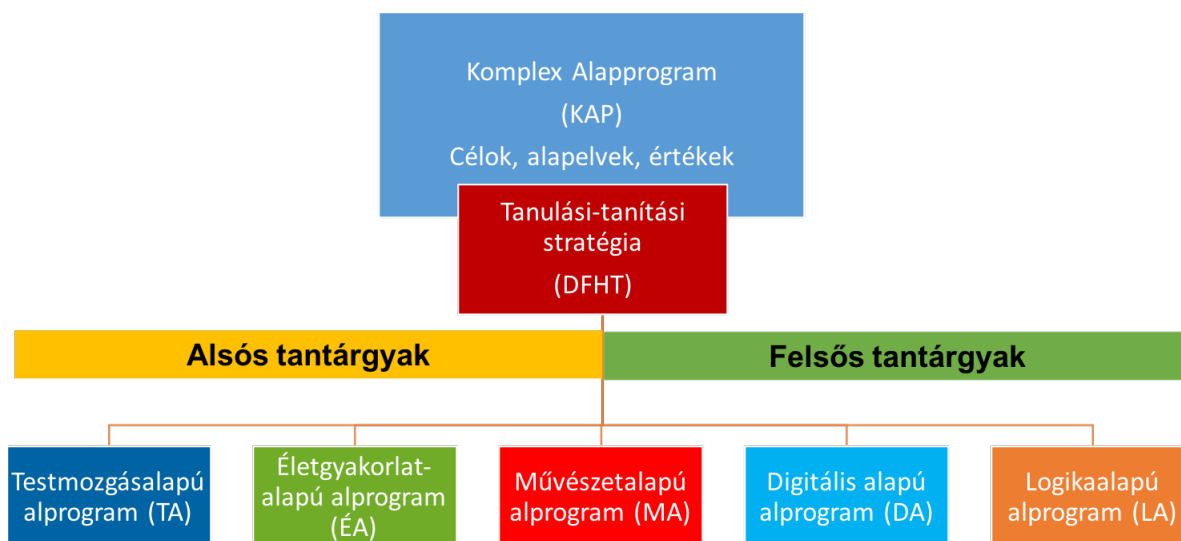 Komplex Alapprogram
(KAP)
Célok, alapelvek, értékek
Tanulási-tanítási
stratégia
(DFHT)
Alsós tantárgyak
Felsős tantárgyak
Testmozgásalapú
alprogram (TA)
Életgyakorlat-
alapú alprogram
(ÉA)
Művészetalapú
alprogram (MA)
Digitális alapú
alprogram (DA)
Logikaalapú
alprogram (LA)